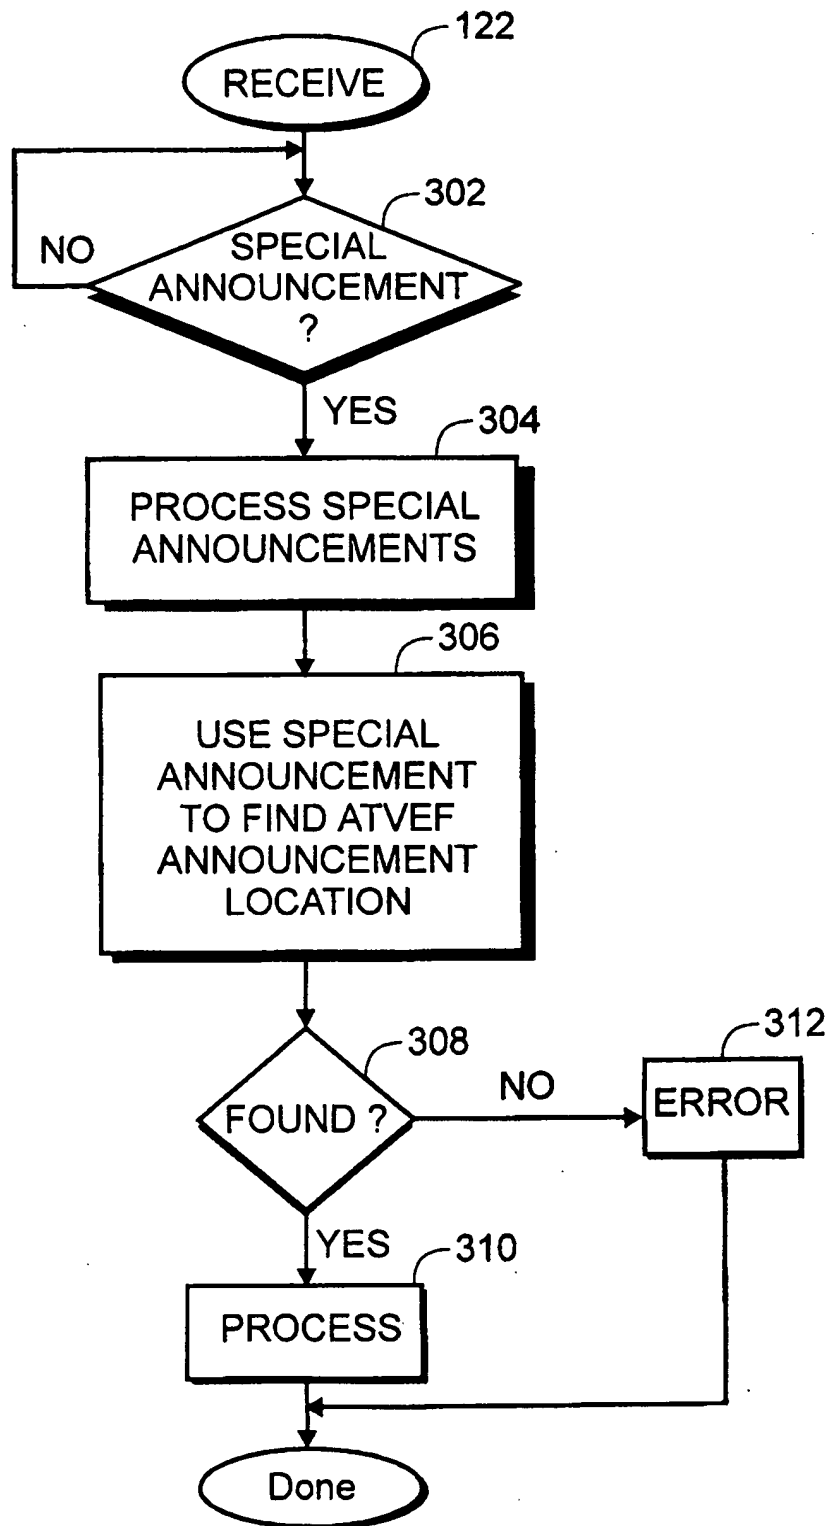 122
RECEIVE
302
NO
SPECIAL
ANNOUNCEMENT
?
YES
304
PROCESS SPECIAL
ANNOUNCEMENTS
306
USE SPECIAL
ANNOUNCEMENT
TO FIND ATVEF
ANNOUNCEMENT
LOCATION
308
312
FOUND ?
NO
ERROR
YES
310
PROCESS
Done